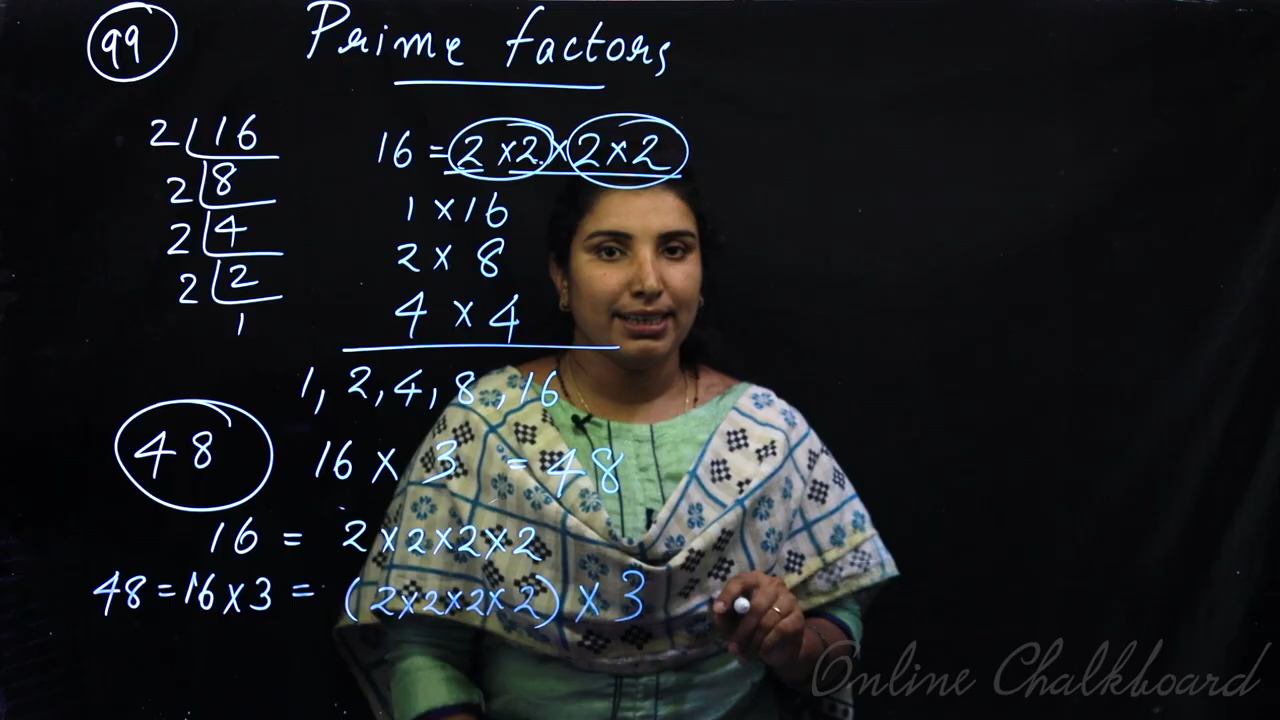 99
Prime factors
2 | 16
2 | 8
2 | 4
2 | 2
1
16 = 2 × 2 × 2 × 2
1 × 16
2 × 8
4 × 4
1, 2, 4, 8, 16
48
16 × 3 = 48
16 = 2 × 2 × 2 × 2
48 = 16 × 3 = (2 × 2 × 2 × 2) × 3
Online Chalkboard